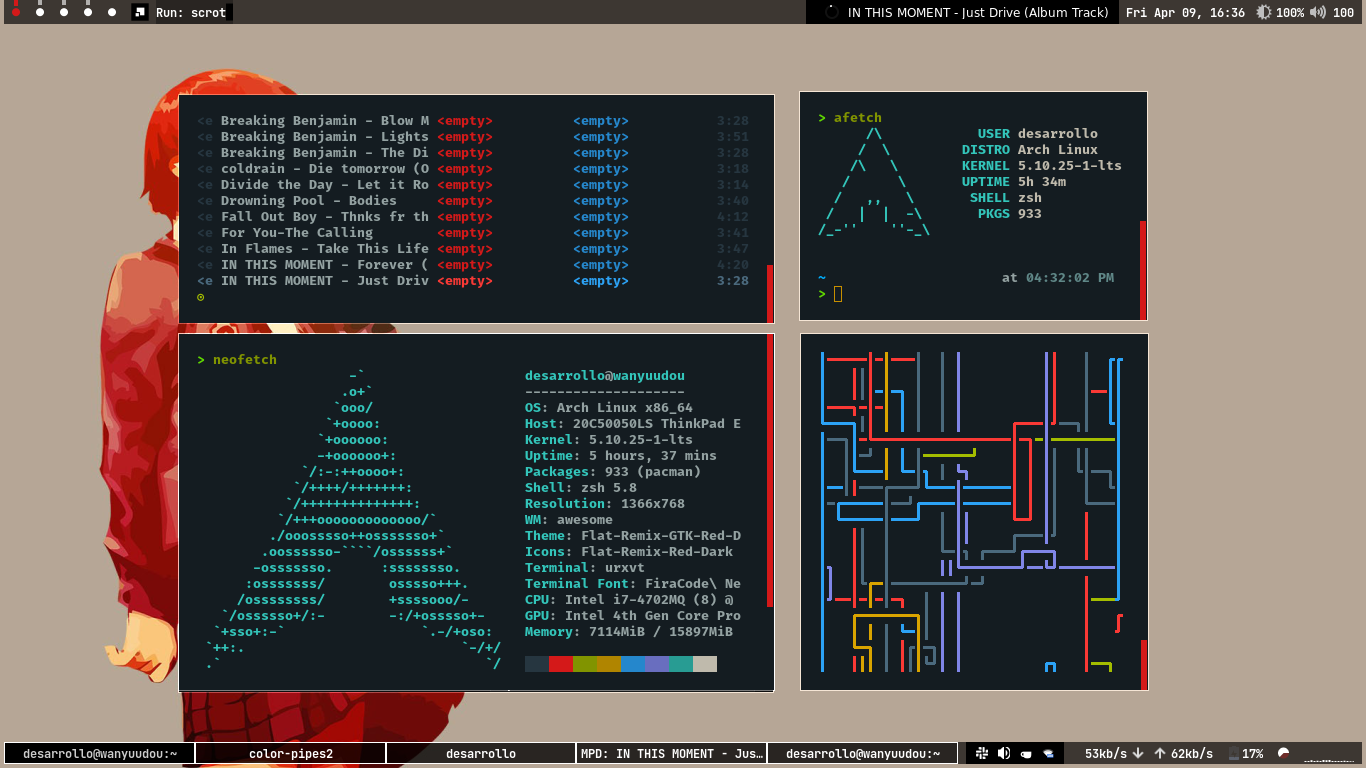 Run: scrot
IN THIS MOMENT - Just Drive (Album Track)
Fri Apr 09, 16:36
100%
100
<e Breaking Benjamin - Blow M <empty> <empty> 3:28
<e Breaking Benjamin - Lights <empty> <empty> 3:51
<e Breaking Benjamin - The Di <empty> <empty> 3:28
<e coldrain - Die tomorrow (O <empty> <empty> 3:18
<e Divide the Day - Let it Ro <empty> <empty> 3:14
<e Drowning Pool - Bodies <empty> <empty> 3:40
<e Fall Out Boy - Thnks fr th <empty> <empty> 4:12
<e For You-The Calling <empty> <empty> 3:41
<e In Flames - Take This Life <empty> <empty> 3:47
<e IN THIS MOMENT - Forever ( <empty> <empty> 4:20
<e IN THIS MOMENT - Just Driv <empty> <empty> 3:28
> afetch
USER desarrollo
DISTRO Arch Linux
KERNEL 5.10.25-1-lts
UPTIME 5h 34m
SHELL zsh
PKGS 933
~ at 04:32:02 PM
>
> neofetch
desarrollo@wanyuudou
--------------------
OS: Arch Linux x86_64
Host: 20C50050LS ThinkPad E
Kernel: 5.10.25-1-lts
Uptime: 5 hours, 37 mins
Packages: 933 (pacman)
Shell: zsh 5.8
Resolution: 1366x768
WM: awesome
Theme: Flat-Remix-GTK-Red-D
Icons: Flat-Remix-Red-Dark
Terminal: urxvt
Terminal Font: FiraCode\ Ne
CPU: Intel i7-4702MQ (8) @
GPU: Intel 4th Gen Core Pro
Memory: 7114MiB / 15897MiB
desarrollo@wanyuudou:~
color-pipes2
desarrollo
MPD: IN THIS MOMENT - Jus…
desarrollo@wanyuudou:~
53kb/s
62kb/s
17%